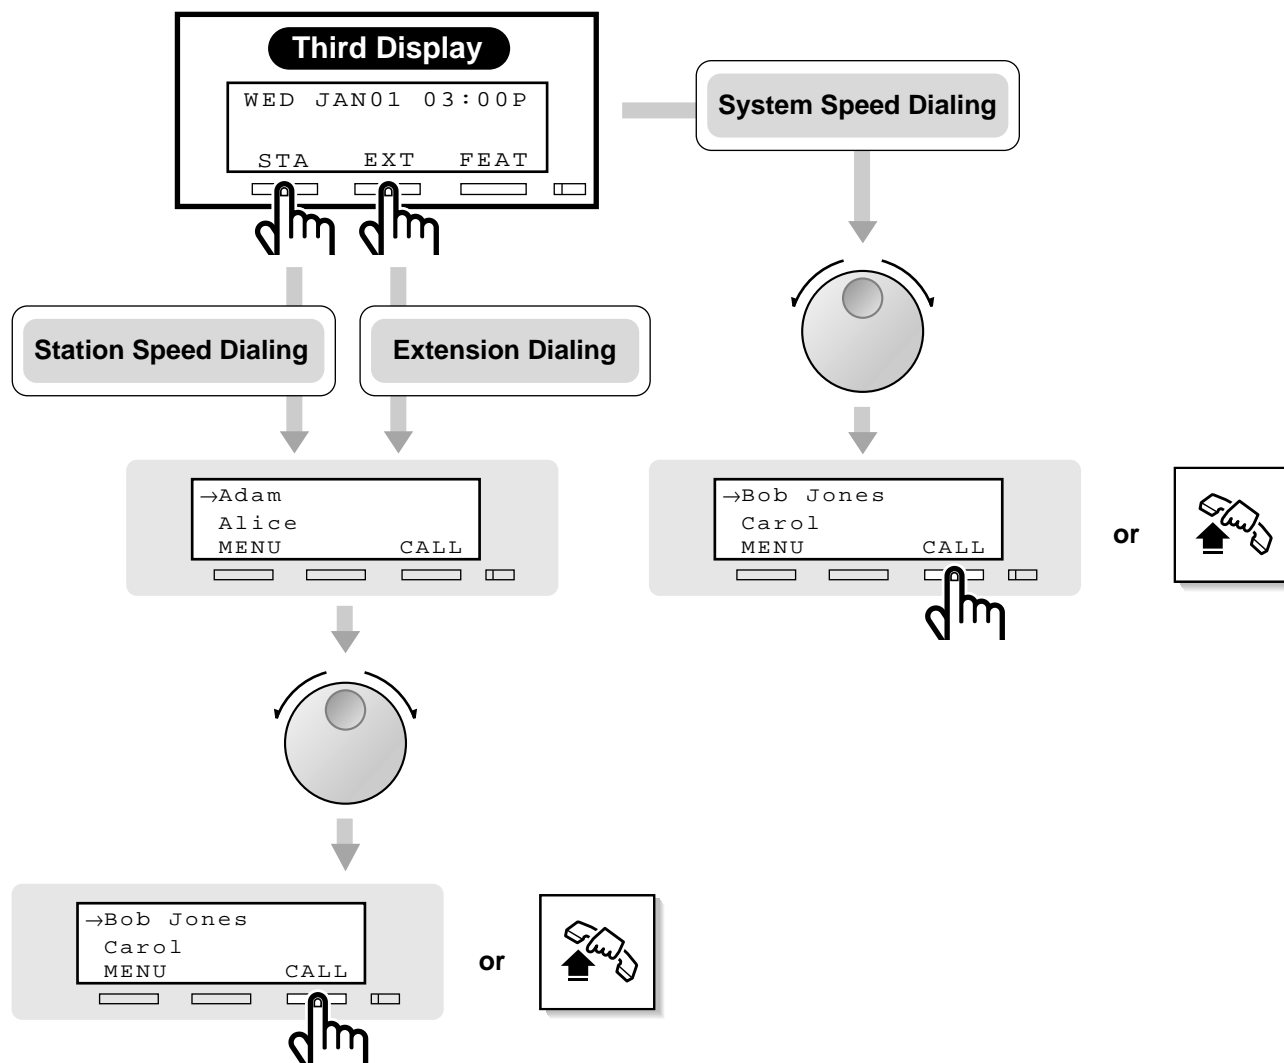 Third Display
WED JAN01 03:00P
STA EXT FEAT
System Speed Dialing
Station Speed Dialing
Extension Dialing
→Adam
Alice
MENU CALL
→Bob Jones
Carol
MENU CALL
or
→Bob Jones
Carol
MENU CALL
or